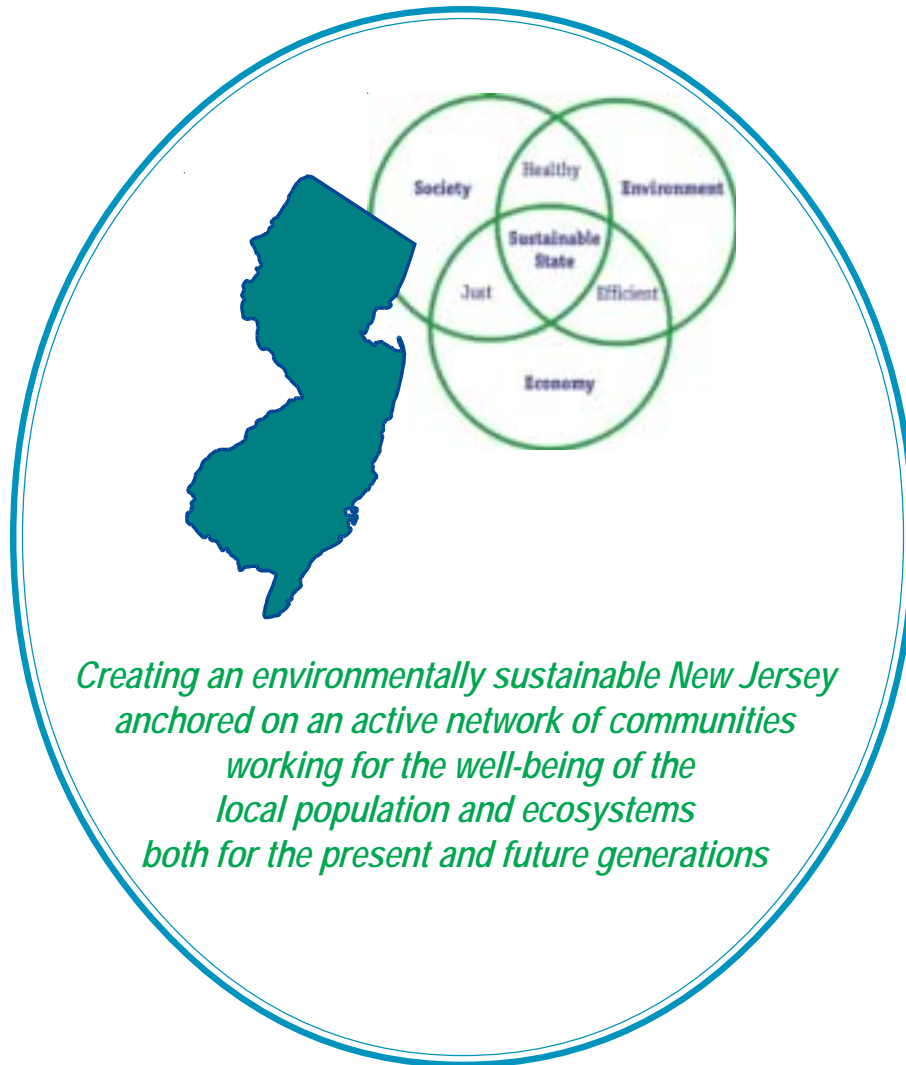 Healthy
Society
Environment
Sustainable
State
Just
Efficient
Economy
Creating an environmentally sustainable New Jersey
anchored on an active network of communities
working for the well-being of the
local population and ecosystems
both for the present and future generations